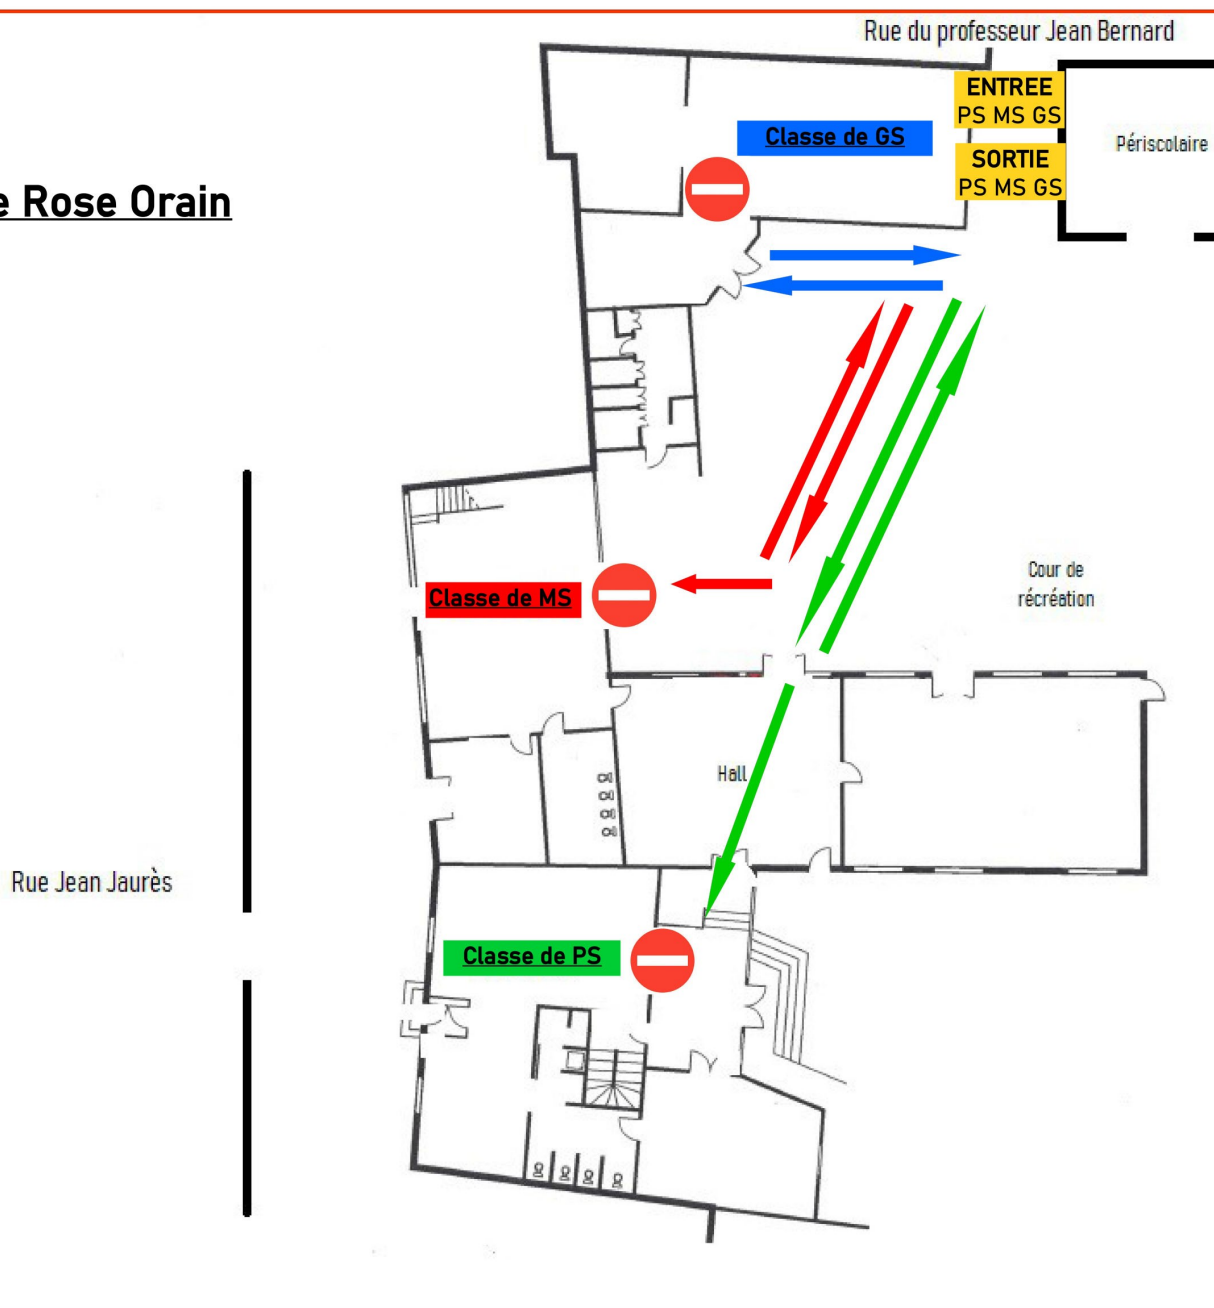 Rue du professeur Jean Bernard
ENTREE
PS MS GS
Classe de GS
Périscolaire
SORTIE
PS MS GS
e Rose Orain
Cour de
récréation
Classe de MS
Hall
Rue Jean Jaurès
Classe de PS